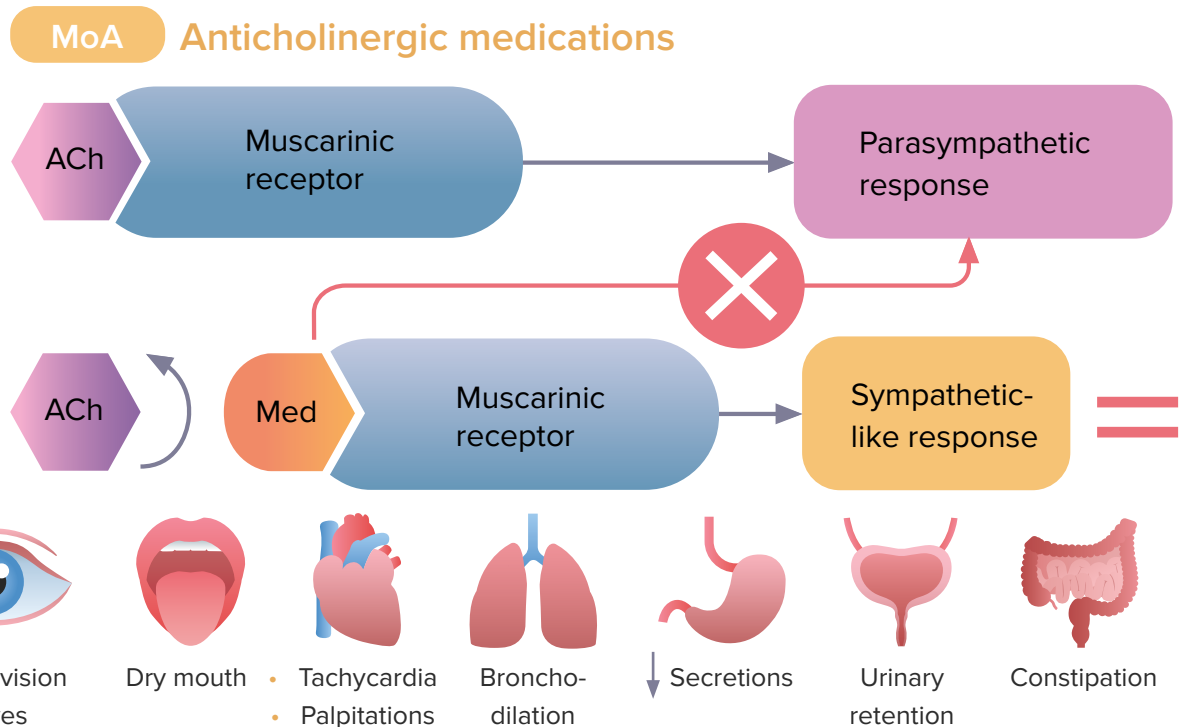 MoA Anticholinergic medications
ACh
Muscarinic
receptor
Parasympathetic
response
ACh
Med
Muscarinic
receptor
Sympathetic-
like response
vision
Dry mouth
• Tachycardia
• Palpitations
Broncho-
dilation
↓ Secretions
Urinary
retention
Constipation